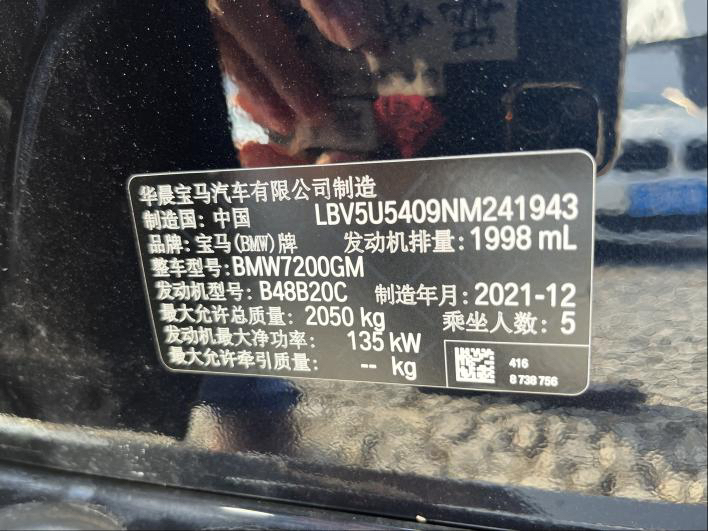 华晨宝马汽车有限公司制造
制造国: 中国 LBV5U5409NM241943
品牌: 宝马(BMW)牌 发动机排量: 1998 mL
整车型号: BMW7200GM
发动机型号: B48B20C 制造年月: 2021-12
最大允许总质量: 2050 kg 乘坐人数: 5
发动机最大净功率: 135 kW
最大允许牵引质量: -- kg
416
8 738 756